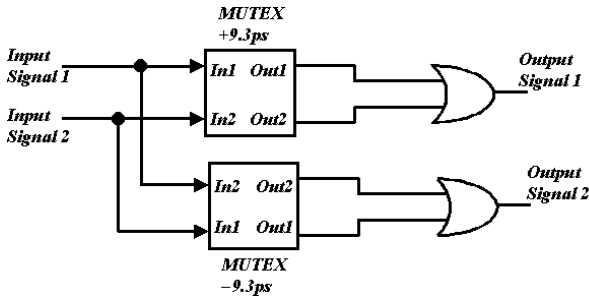 MUTEX
+9.3ps
Input
Signal 1
In1 Out1
Output
Signal 1
Input
Signal 2
In2 Out2
In2 Out2
Output
Signal 2
In1 Out1
MUTEX
−9.3ps